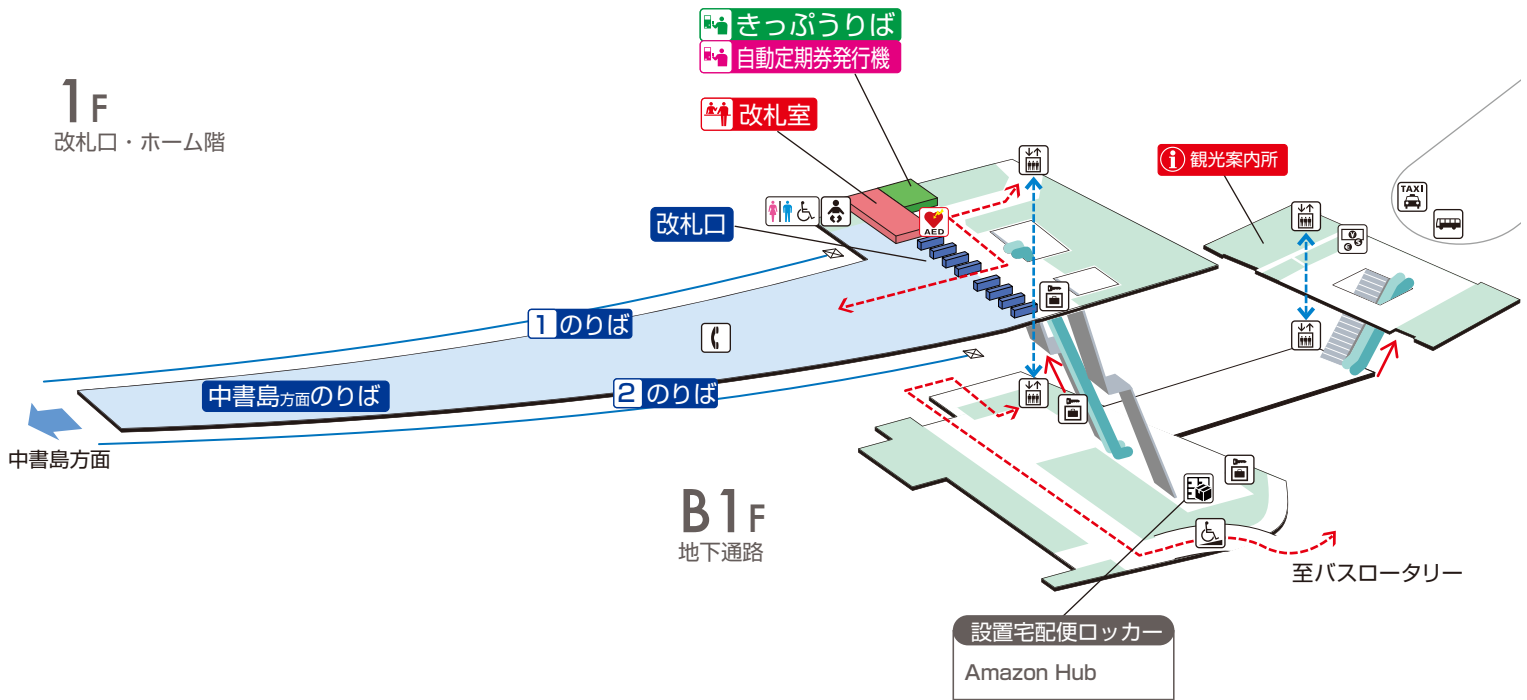 きっぷうりば
自動定期券発行機
1F
改札口・ホーム階
改札室
観光案内所
TAXI
AED
改札口
1 のりば
中書島方面のりば
2 のりば
中書島方面
B1F
地下通路
至バスロータリー
設置宅配便ロッカー
Amazon Hub